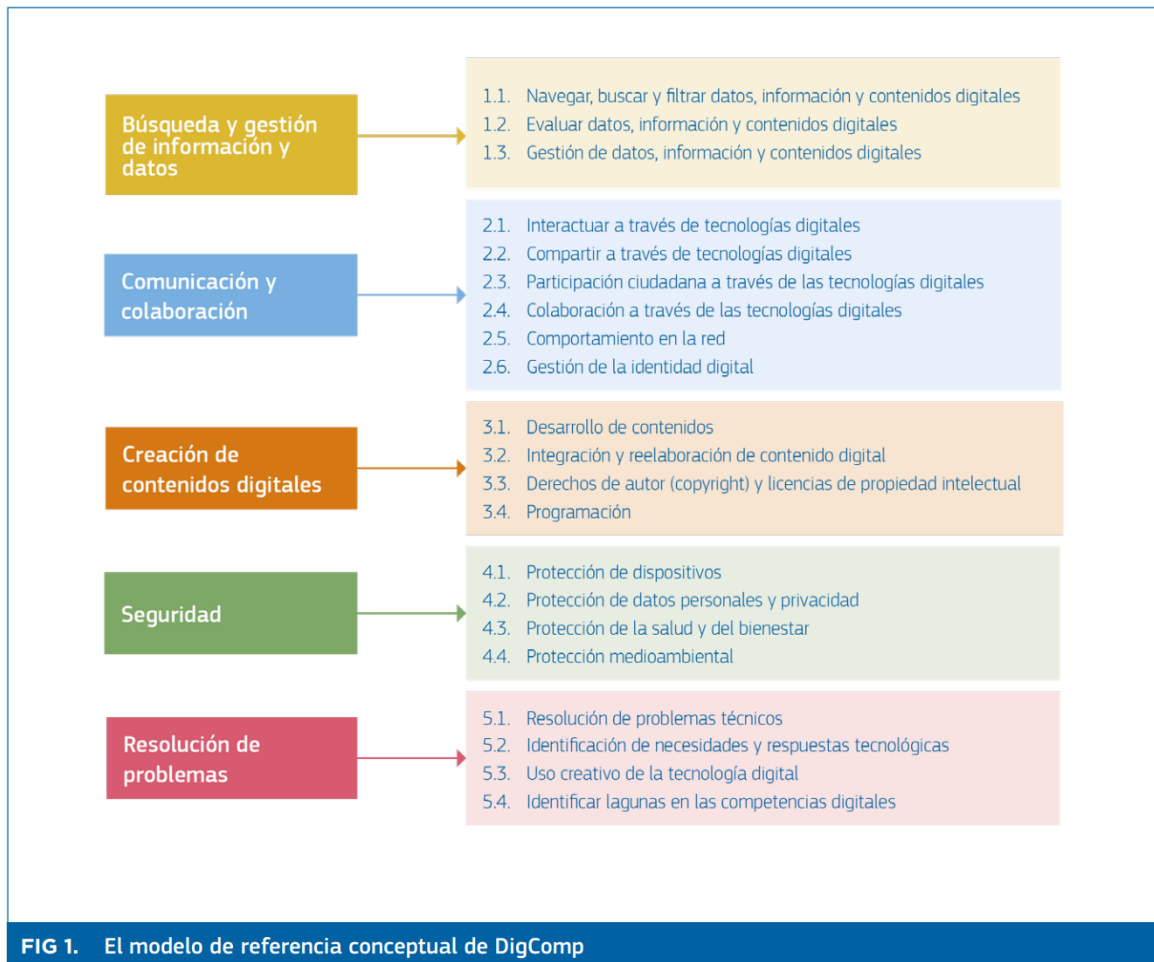 Búsqueda y gestión
de información y
datos
1.1. Navegar, buscar y filtrar datos, información y contenidos digitales
1.2. Evaluar datos, información y contenidos digitales
1.3. Gestión de datos, información y contenidos digitales
Comunicación y
colaboración
2.1. Interactuar a través de tecnologías digitales
2.2. Compartir a través de tecnologías digitales
2.3. Participación ciudadana a través de las tecnologías digitales
2.4. Colaboración a través de las tecnologías digitales
2.5. Comportamiento en la red
2.6. Gestión de la identidad digital
Creación de
contenidos digitales
3.1. Desarrollo de contenidos
3.2. Integración y reelaboración de contenido digital
3.3. Derechos de autor (copyright) y licencias de propiedad intelectual
3.4. Programación
Seguridad
4.1. Protección de dispositivos
4.2. Protección de datos personales y privacidad
4.3. Protección de la salud y del bienestar
4.4. Protección medioambiental
Resolución de
problemas
5.1. Resolución de problemas técnicos
5.2. Identificación de necesidades y respuestas tecnológicas
5.3. Uso creativo de la tecnología digital
5.4. Identificar lagunas en las competencias digitales
FIG 1. El modelo de referencia conceptual de DigComp